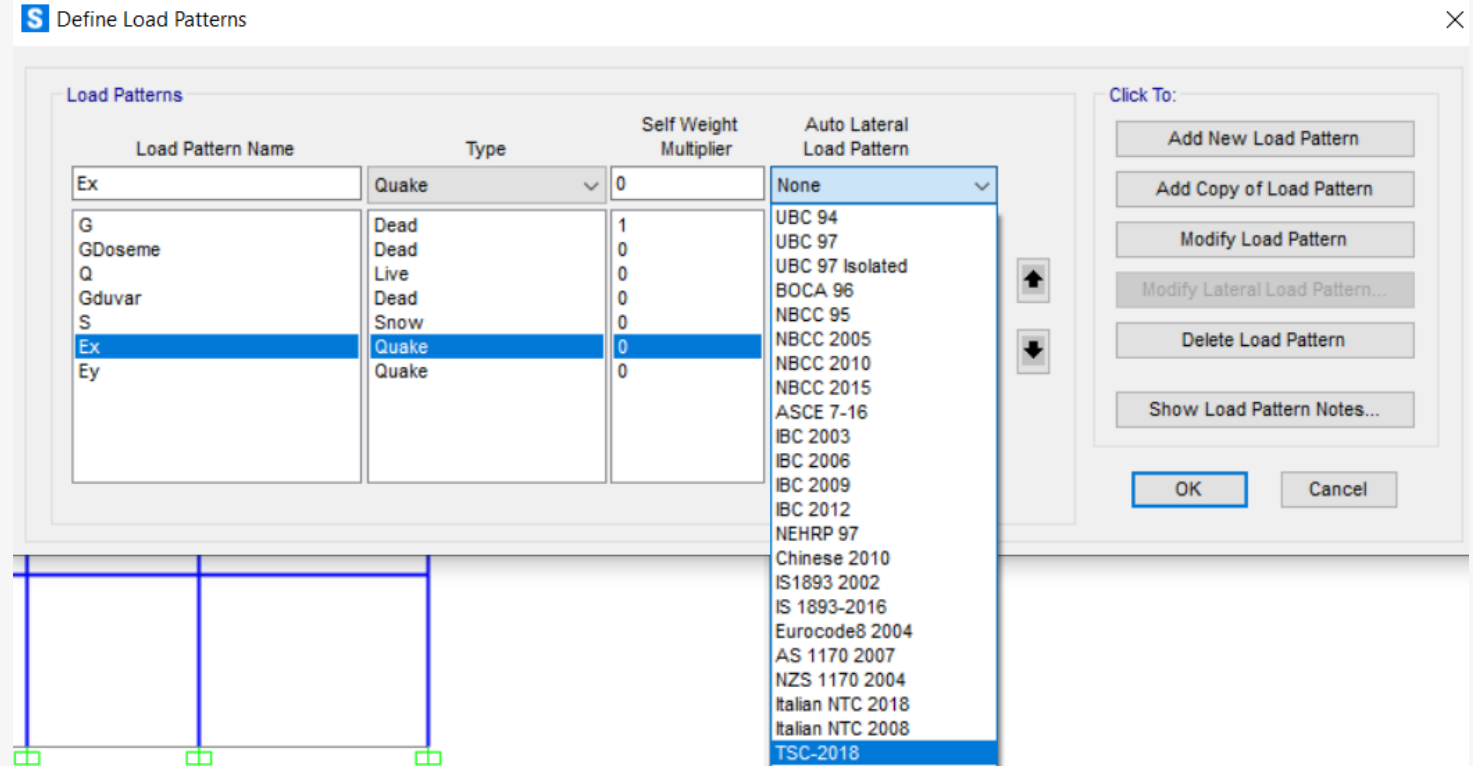 S Define Load Patterns
Load Patterns
Click To:
Load Pattern Name Type Self Weight Multiplier Auto Lateral Load Pattern
Ex Quake 0 None
G Dead 1
GDoseme Dead 0
Q Live 0
Gduvar Dead 0
S Snow 0
Ex Quake 0
Ey Quake 0
UBC 94
UBC 97
UBC 97 Isolated
BOCA 96
NBCC 95
NBCC 2005
NBCC 2010
NBCC 2015
ASCE 7-16
IBC 2003
IBC 2006
IBC 2009
IBC 2012
NEHRP 97
Chinese 2010
IS1893 2002
IS 1893-2016
Eurocode8 2004
AS 1170 2007
NZS 1170 2004
Italian NTC 2018
Italian NTC 2008
TSC-2018
Add New Load Pattern
Add Copy of Load Pattern
Modify Load Pattern
Modify Lateral Load Pattern...
Delete Load Pattern
Show Load Pattern Notes...
OK Cancel